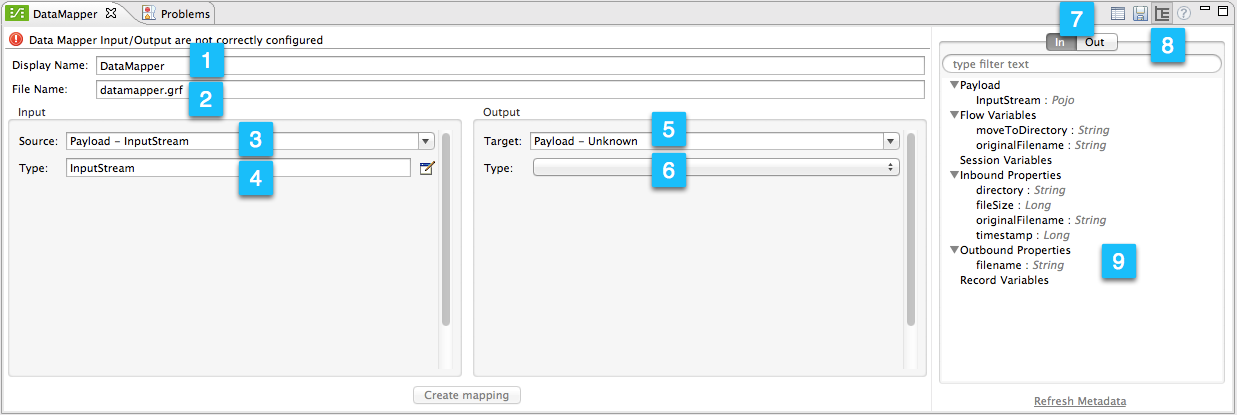 DataMapper Problems 7
Data Mapper Input/Output are not correctly configured
Display Name: DataMapper 1
File Name: datamapper.grf 2
Input
Source: Payload – InputStream 3
Type: InputStream 4
Output
Target: Payload – Unknown 5
Type: 6
Create mapping
8
In Out
type filter text
Payload
InputStream : Pojo
Flow Variables
moveToDirectory : String
originalFilename : String
Session Variables
Inbound Properties
directory : String
fileSize : Long
originalFilename : String
timestamp : Long
Outbound Properties
filename : String
9
Record Variables
Refresh Metadata